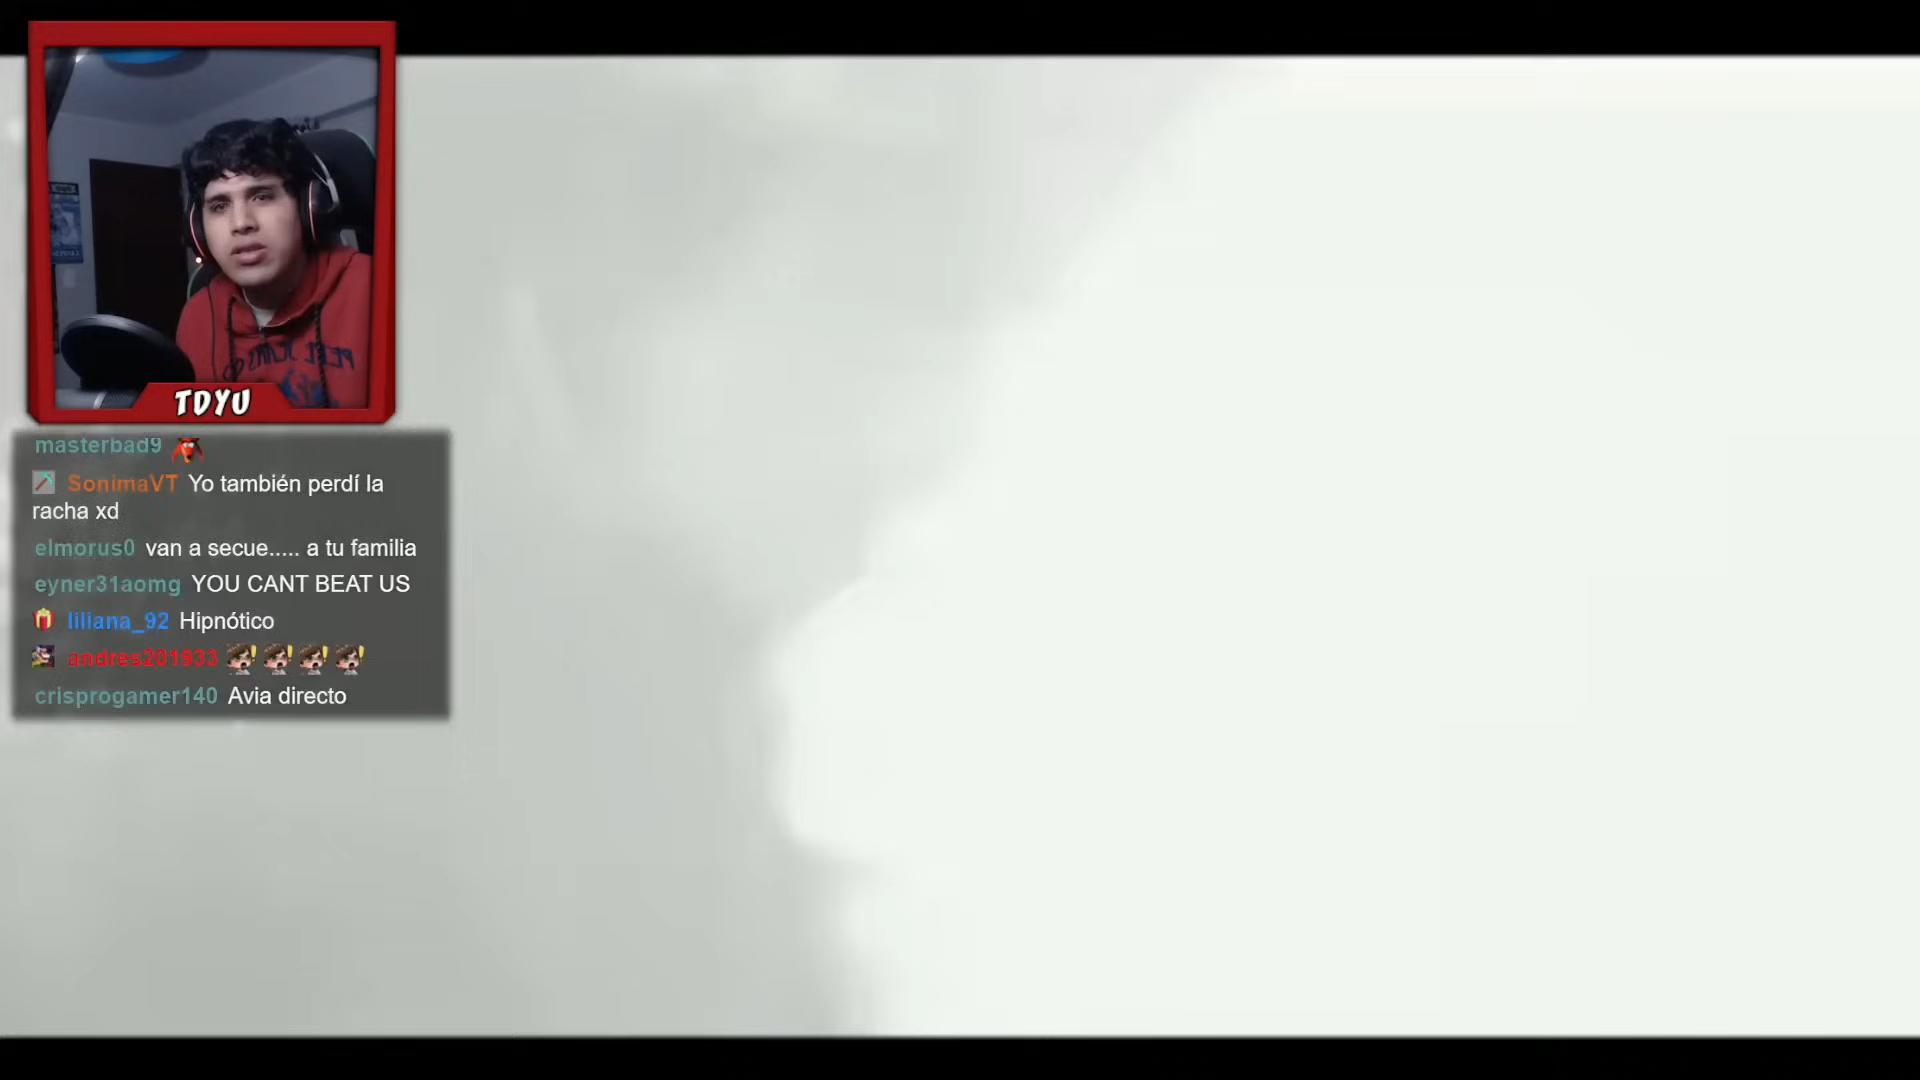 TDYU
masterbad9
SonimaVT Yo también perdí la
racha xd
elmorus0 van a secue..... a tu familia
eyner31aomg YOU CANT BEAT US
liliana_92 Hipnótico
andres201933
crisprogamer140 Avia directo